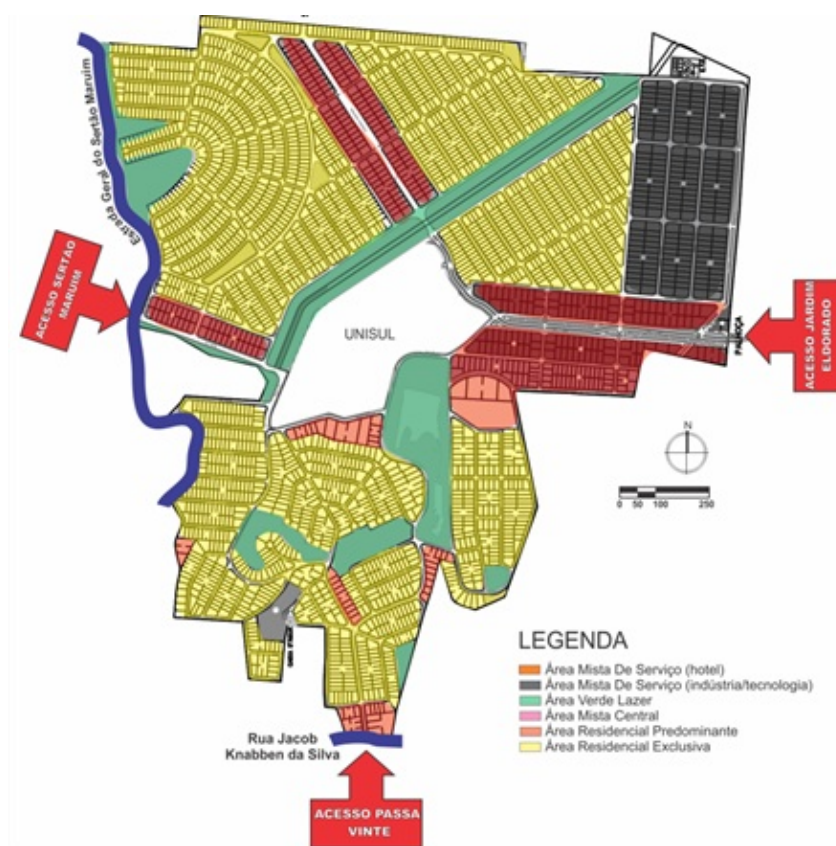 Estrada Geral do Sertão Maruim
ACESSO SERTÃO
MARUIM
UNISUL
PALHOÇA
ACESSO JARDIM
ELDORADO
N
0 50 100 250
LEGENDA
Área Mista De Serviço (hotel)
Área Mista De Serviço (indústria/tecnologia)
Área Verde Lazer
Área Mista Central
Área Residencial Predominante
Área Residencial Exclusiva
Rua Jacob
Knabben da Silva
ACESSO PASSA
VINTE